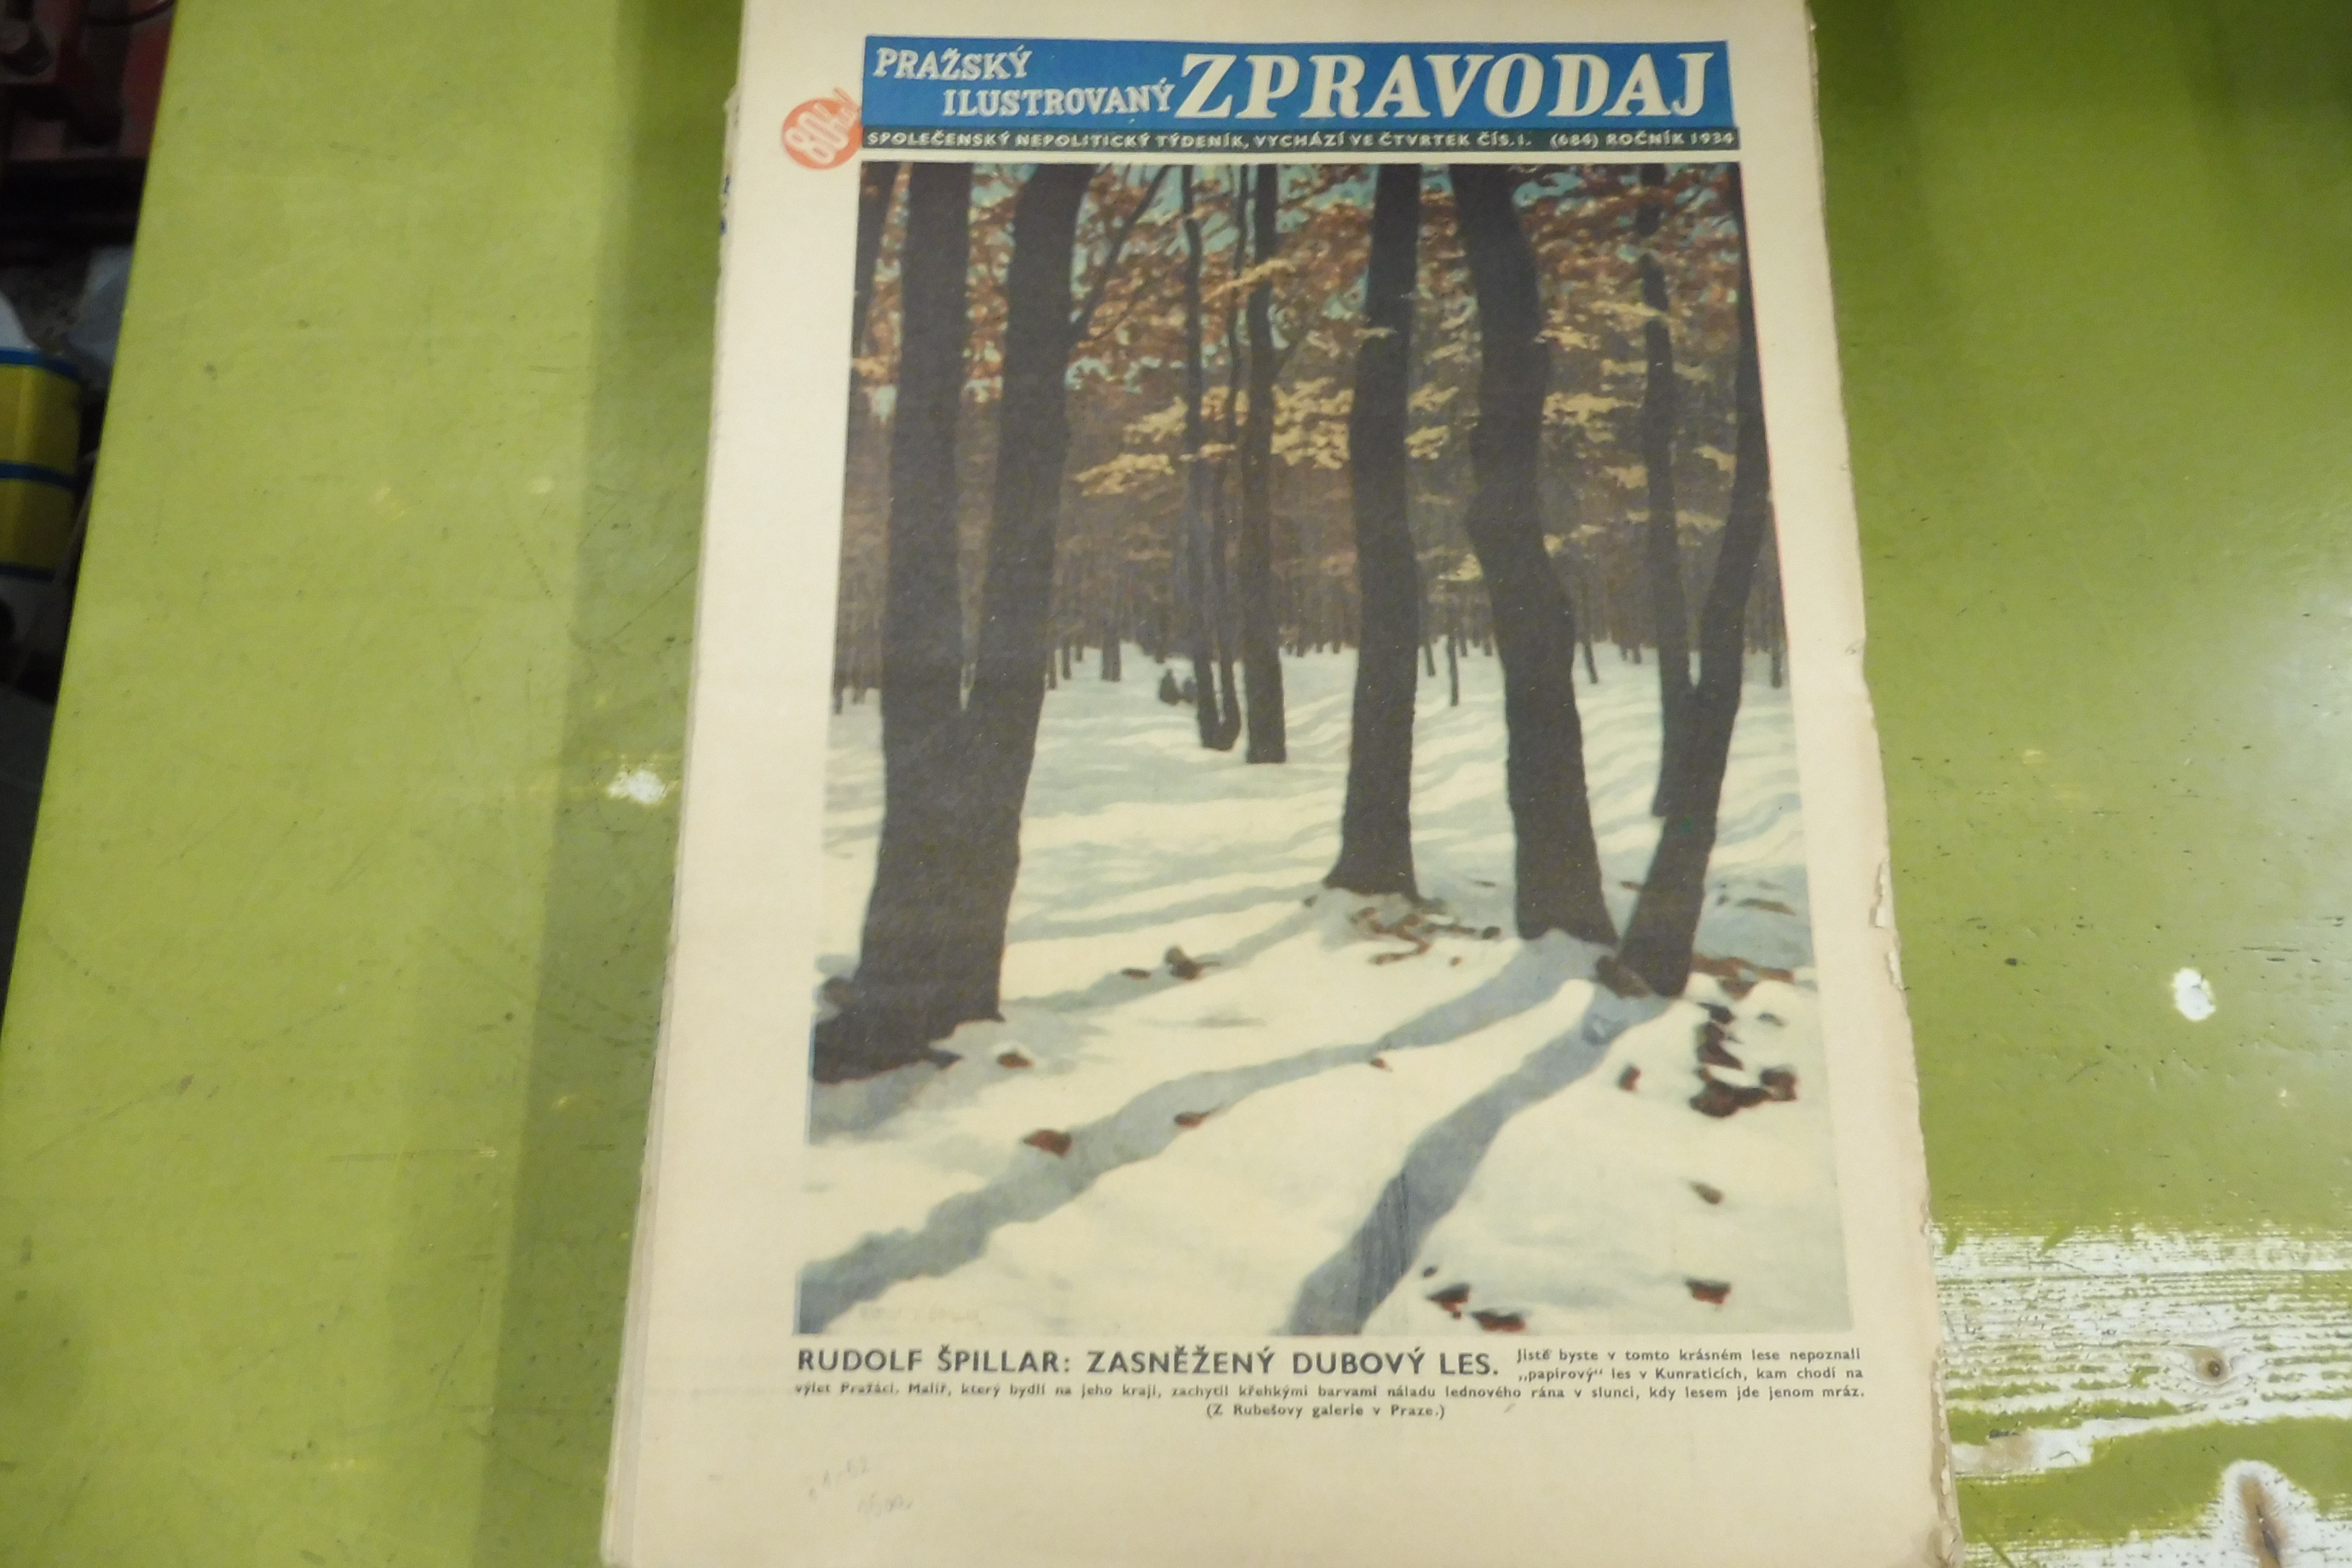 PRAŽSKÝ
ILUSTROVANÝ ZPRAVODAJ
80
SPOLEČENSKÝ NEPOLITICKÝ TÝDENÍK, VYCHÁZÍ VE ČTVRTEK ČÍS. 1. (684) ROČNÍK 1934
RUDOLF ŠPILLAR: ZASNĚŽENÝ DUBOVÝ LES. Jistě byste v tomto krásném lese nepoznali
„papírový“ les v Kunraticích, kam chodí na
výlet Pražáci. Malíř, který bydlí na jeho kraji, zachytil křehkými barvami náladu lednového rána v slunci, kdy lesem jde jenom mráz.
(Z Rubešovy galerie v Praze.)